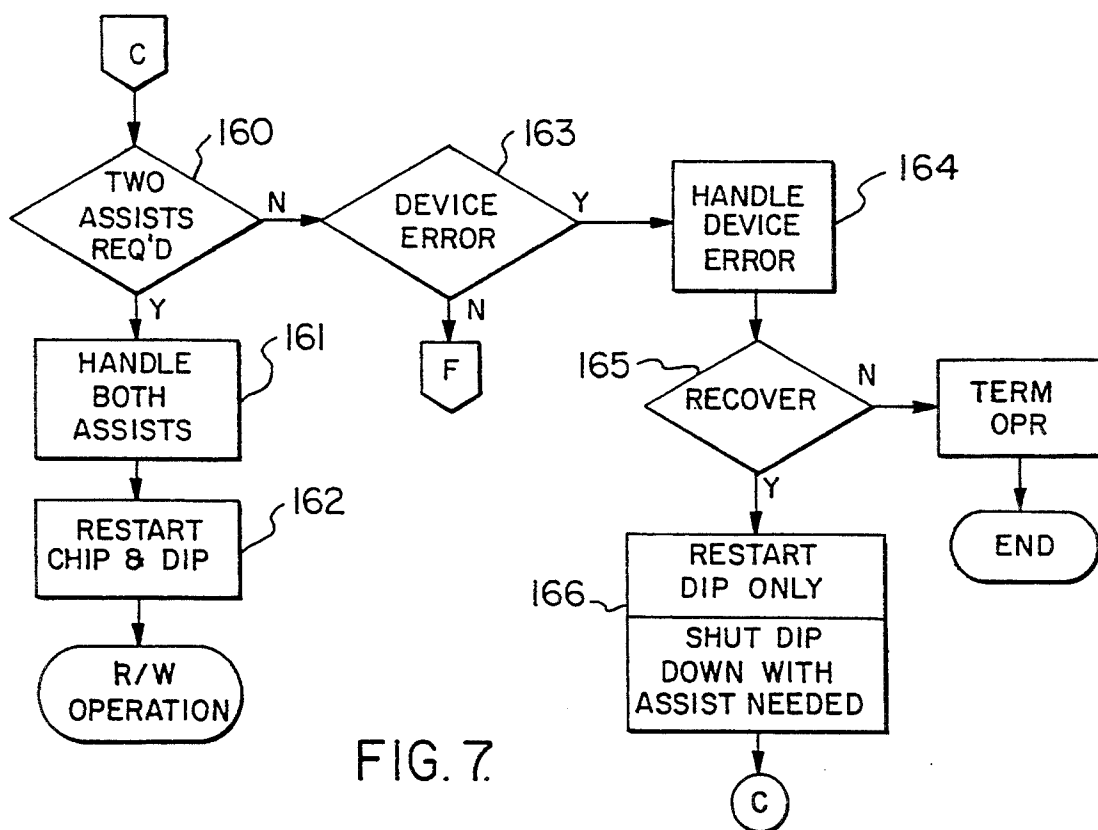 C
160
TWO
ASSISTS
REQ'D
N
Y
163
DEVICE
ERROR
Y
N
F
164
HANDLE
DEVICE
ERROR
161
HANDLE
BOTH
ASSISTS
162
RESTART
CHIP & DIP
R/W
OPERATION
165
RECOVER
N
Y
TERM
OPR
END
166
RESTART
DIP ONLY
SHUT DIP
DOWN WITH
ASSIST NEEDED
C
FIG. 7.